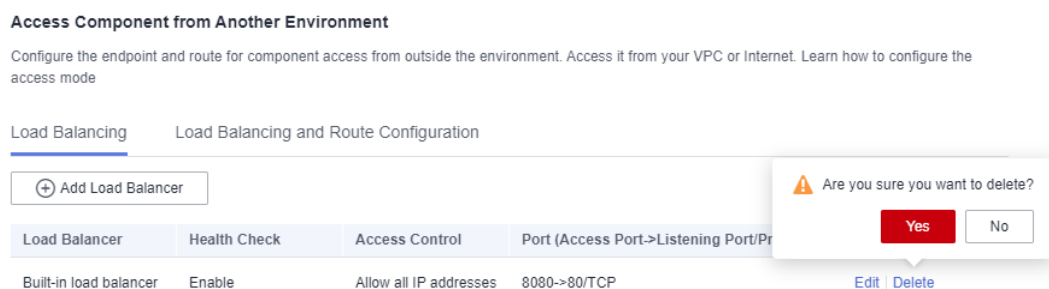 Access Component from Another Environment
Configure the endpoint and route for component access from outside the environment. Access it from your VPC or Internet. Learn how to configure the
access mode
Load Balancing Load Balancing and Route Configuration
Add Load Balancer
Are you sure you want to delete?
Yes No
Load Balancer Health Check Access Control Port (Access Port->Listening Port/Pr
Built-in load balancer Enable Allow all IP addresses 8080->80/TCP Edit Delete